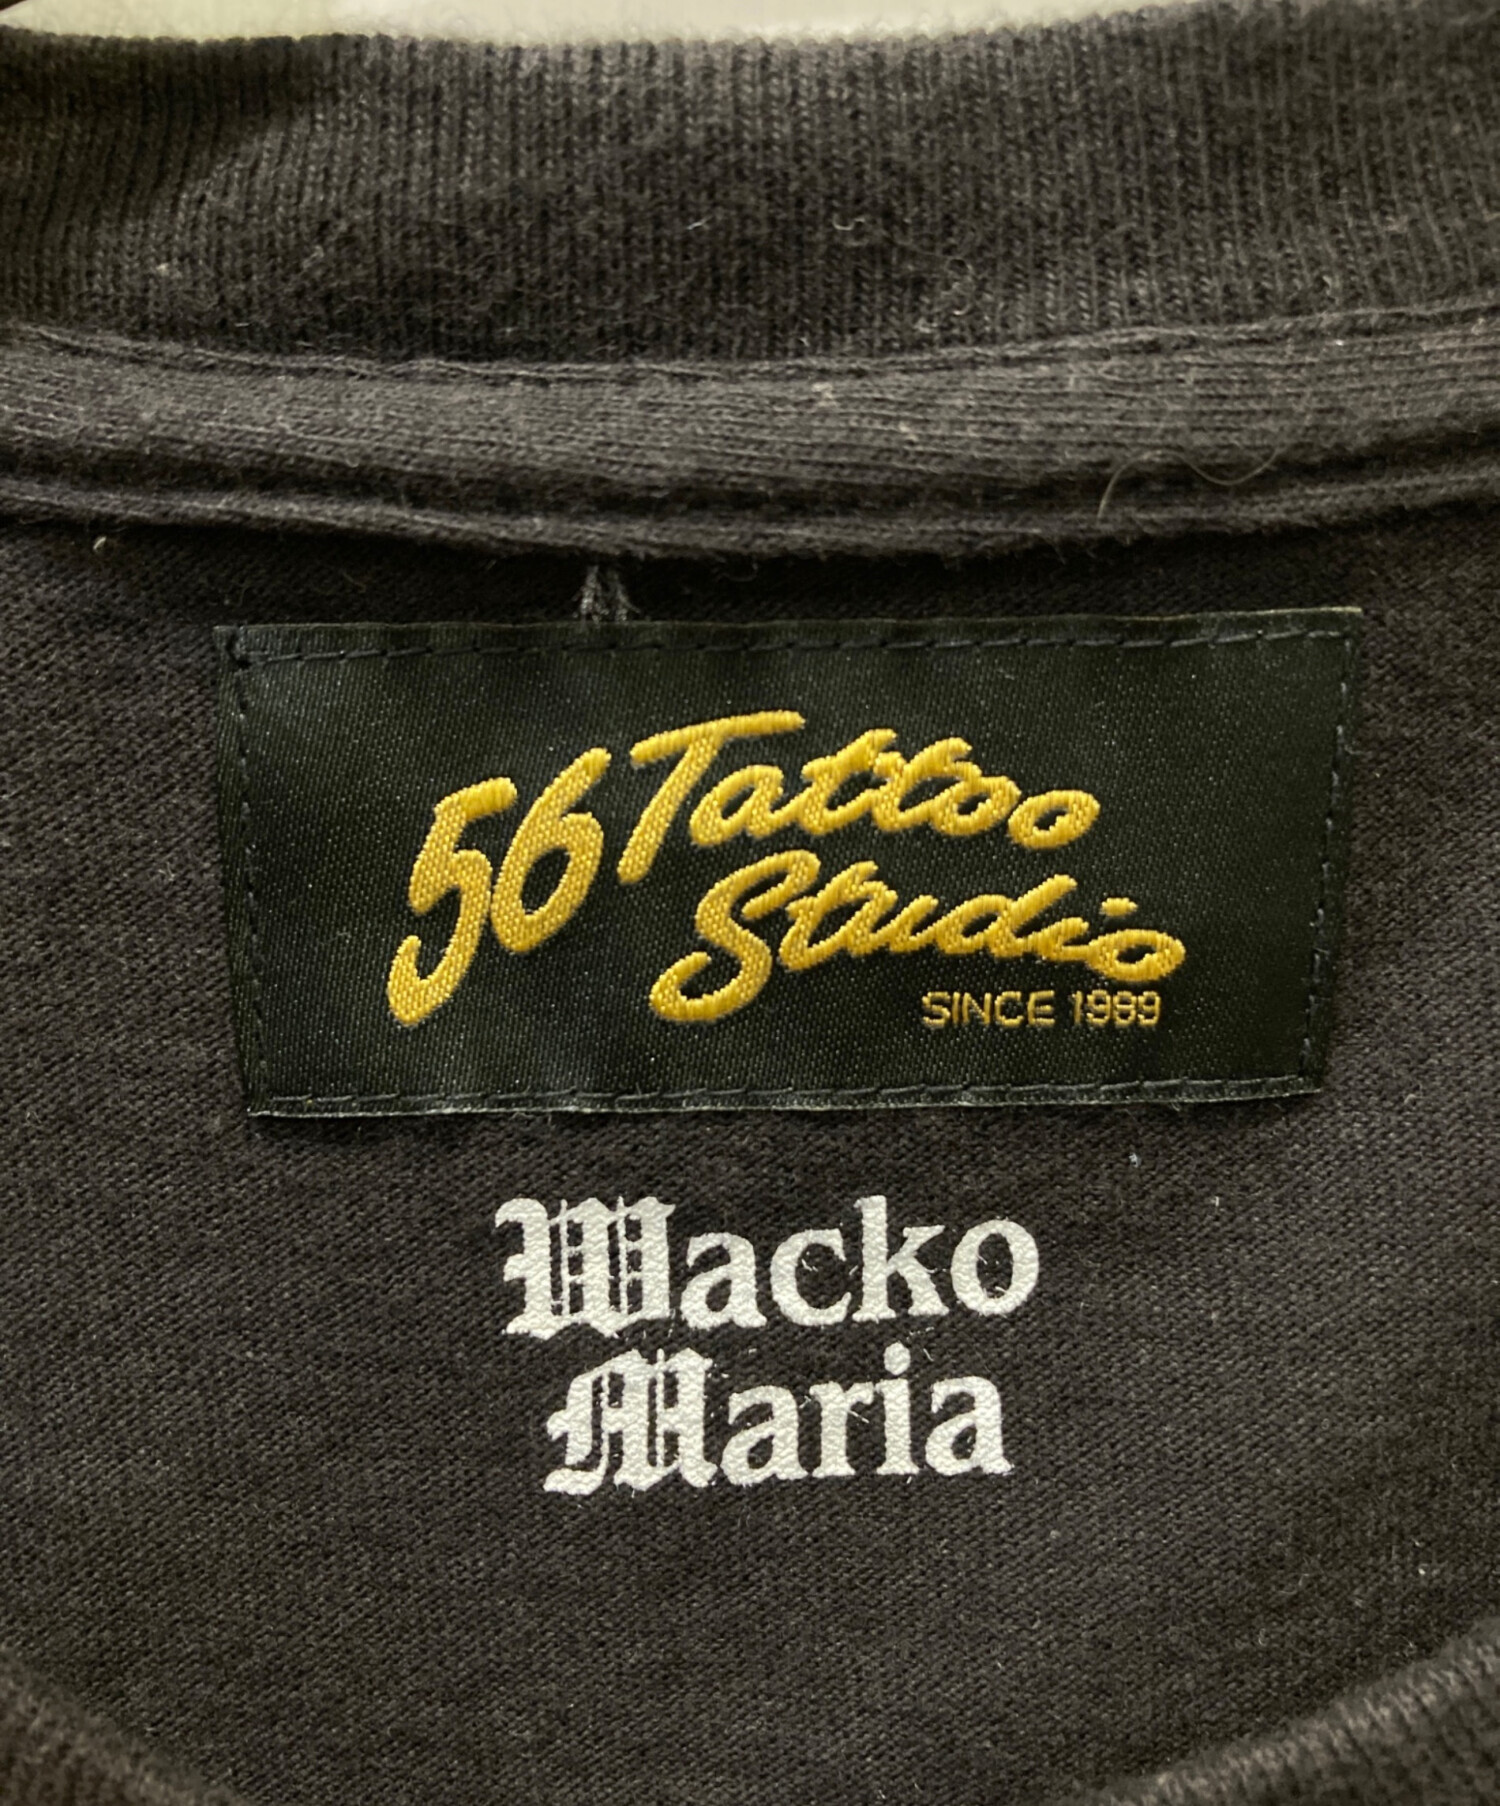 56 Tattoo
Studio
SINCE 1989
Wacko
Maria